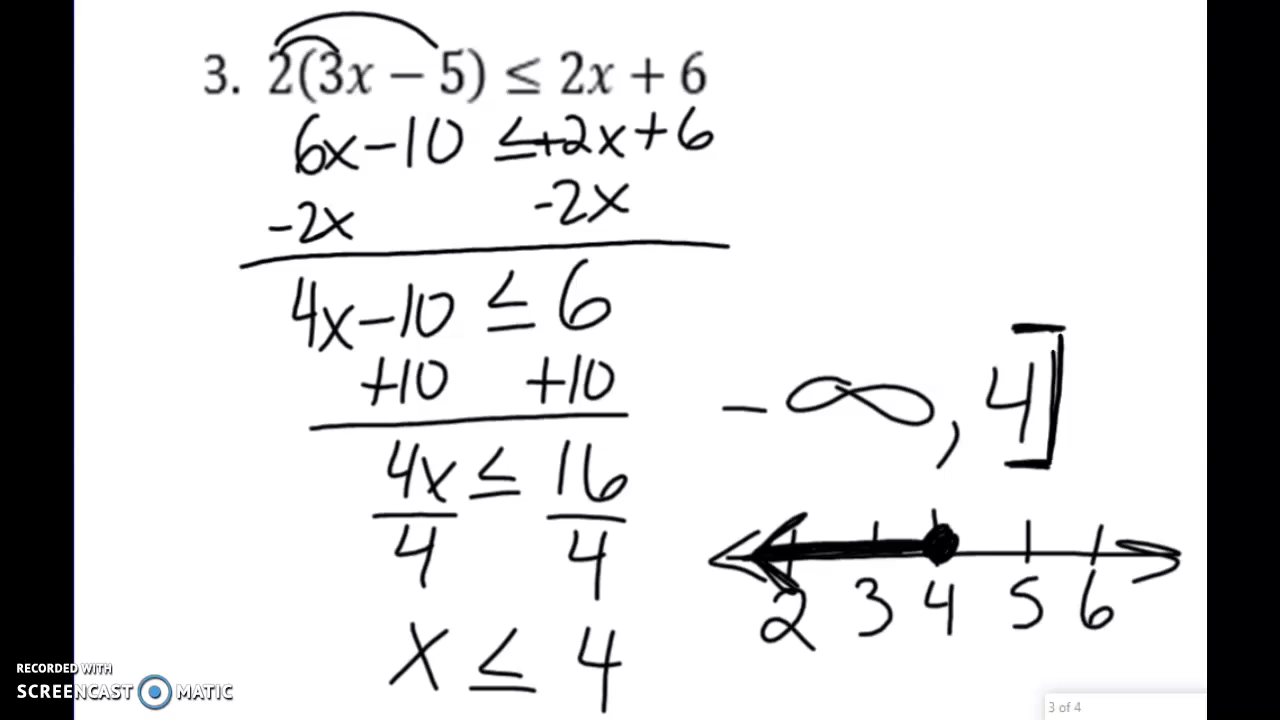 3. 2(3x − 5) ≤ 2x + 6
6x−10 ≤+2x+6
-2x -2x
4x−10 ≤ 6
+10 +10
4x ≤ 16
4 4
x ≤ 4
-∞, 4]
2 3 4 5 6
RECORDED WITH
SCREENCAST MATIC
3 of 4